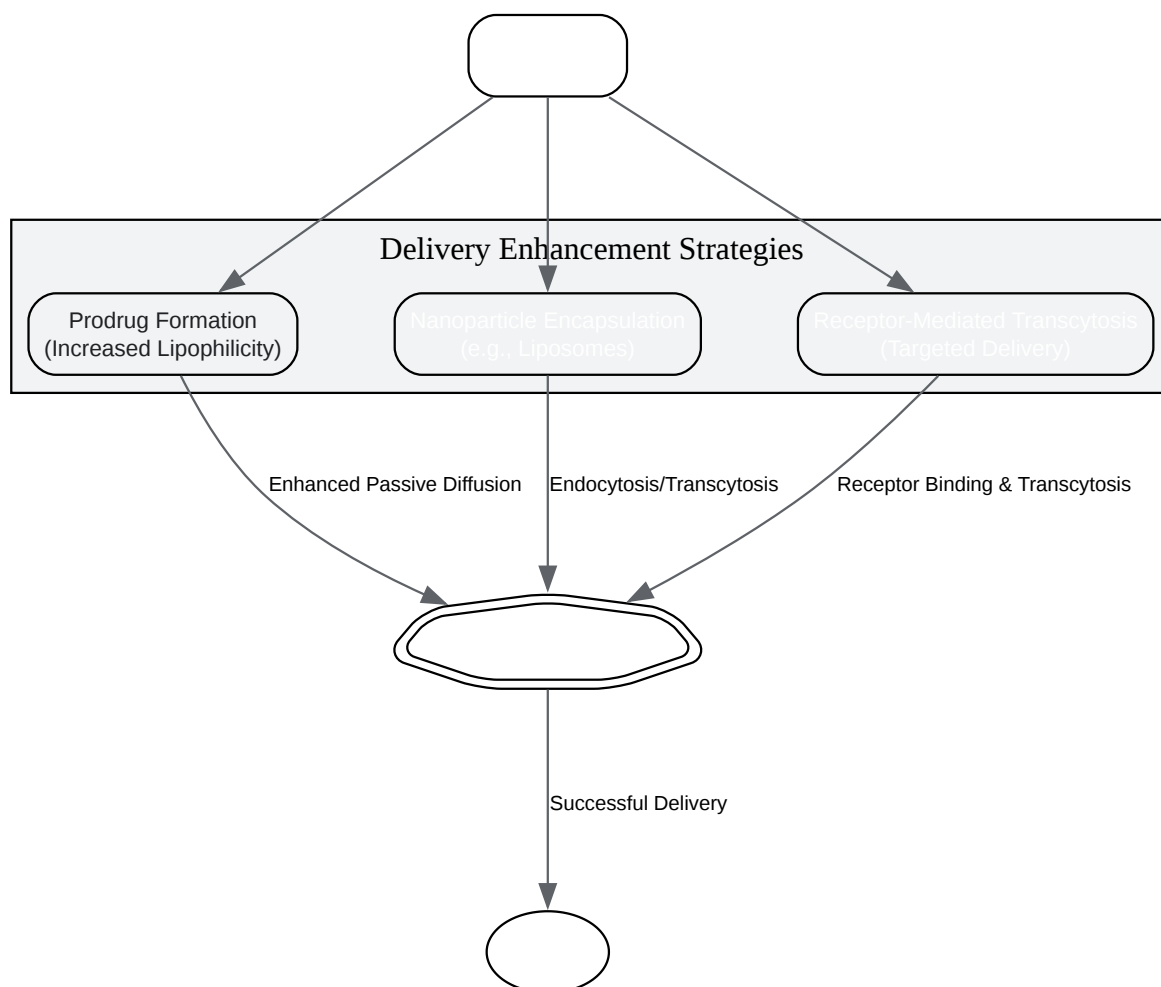 Delivery Enhancement Strategies
Prodrug Formation
(Increased Lipophilicity)
Nanoparticle Encapsulation
(e.g., Liposomes)
Receptor-Mediated Transcytosis
(Targeted Delivery)
Enhanced Passive Diffusion
Endocytosis/Transcytosis
Receptor Binding & Transcytosis
Successful Delivery